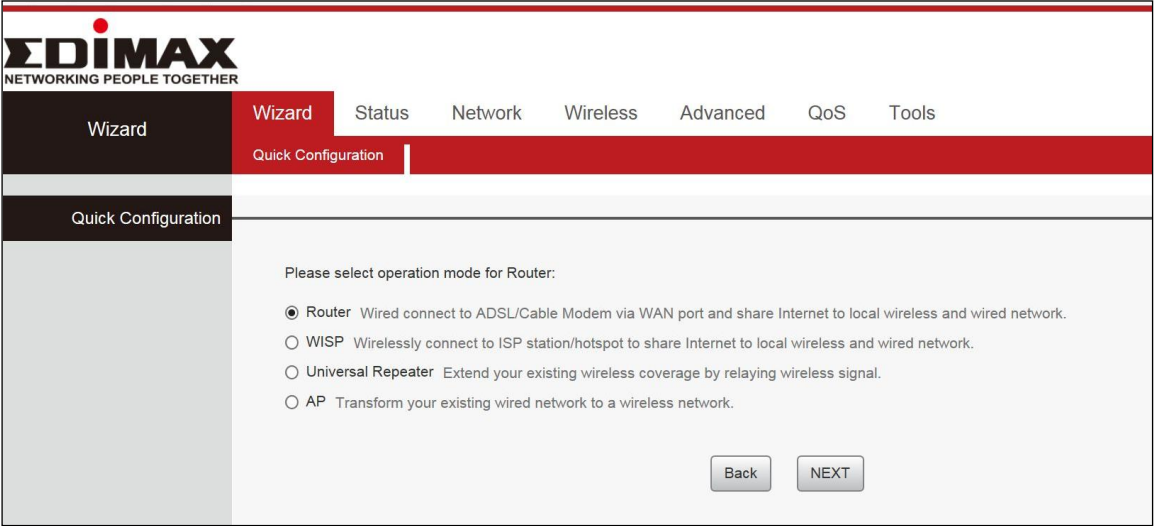 ΣDIMAX
NETWORKING PEOPLE TOGETHER
Wizard
Wizard Status Network Wireless Advanced QoS Tools
Quick Configuration
Quick Configuration
Please select operation mode for Router:
Router Wired connect to ADSL/Cable Modem via WAN port and share Internet to local wireless and wired network.
WISP Wirelessly connect to ISP station/hotspot to share Internet to local wireless and wired network.
Universal Repeater Extend your existing wireless coverage by relaying wireless signal.
AP Transform your existing wired network to a wireless network.
Back NEXT